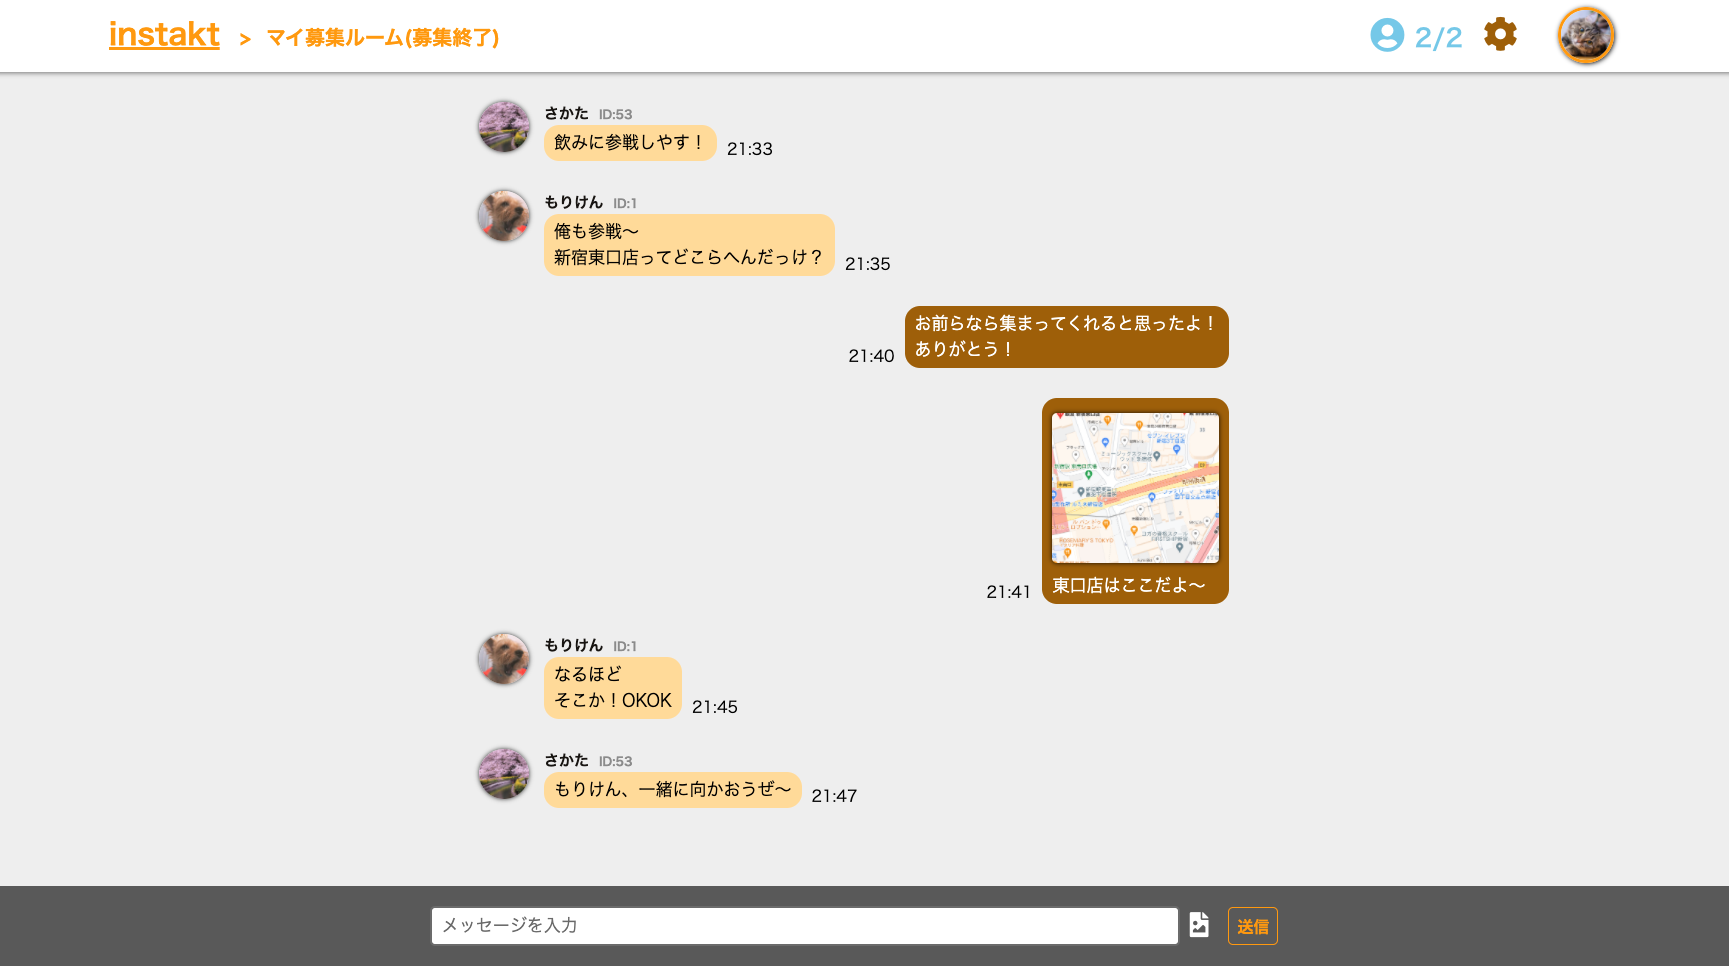 instakt > マイ募集ルーム(募集終了)
2/2
さかた ID:53
飲みに参戦しやす！ 21:33
もりけん ID:1
俺も参戦〜
新宿東口店ってどこらへんだっけ？ 21:35
お前らなら集まってくれると思ったよ！
ありがとう！
21:40
東口店はここだよ〜
21:41
もりけん ID:1
なるほど
そこか！OKOK 21:45
さかた ID:53
もりけん、一緒に向かおうぜ〜 21:47
メッセージを入力
送信